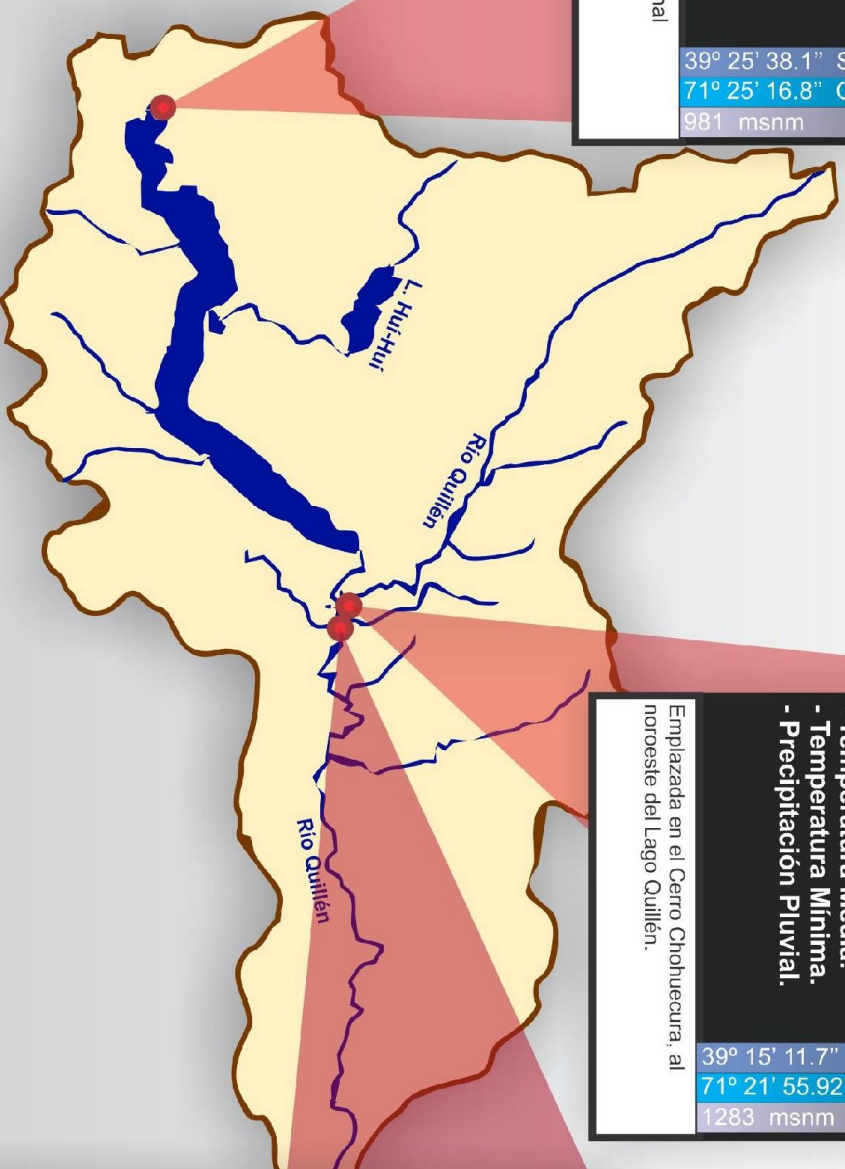 nal
39º 25’ 38.1” S
71º 25’ 16.8”
981 msnm
L. Huí-Huí
Río Quillén
Río Quillén
- Temperatura Mínima.
- Precipitación Pluvial.
Emplazada en el Cerro Chohuecura, al
noroeste del Lago Quillén.
39º 15’ 11.7”
71º 21’ 55.92
1283 msnm